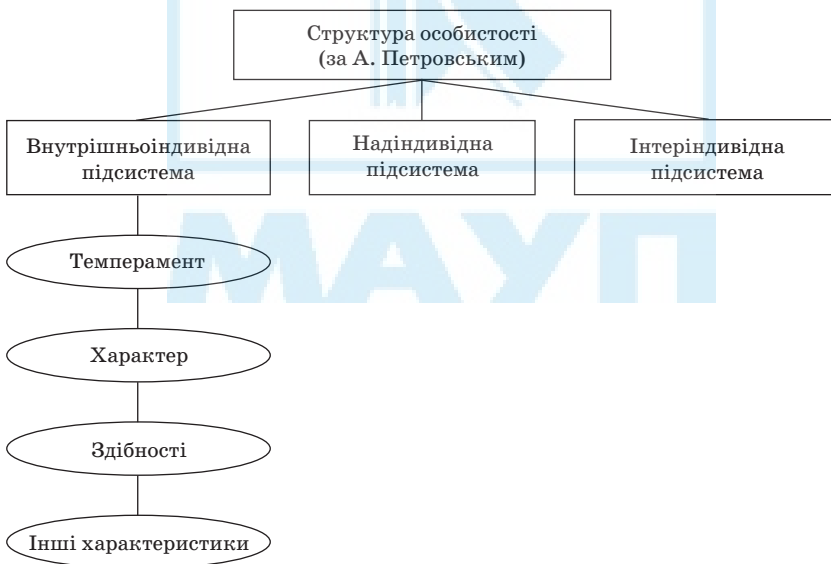 Структура особистості
(за А. Петровським)
Внутрішньоіндивідна
підсистема
Надіндивідна
підсистема
Інтеріндивідна
підсистема
МАУП
Темперамент
Характер
Здібності
Інші характеристики